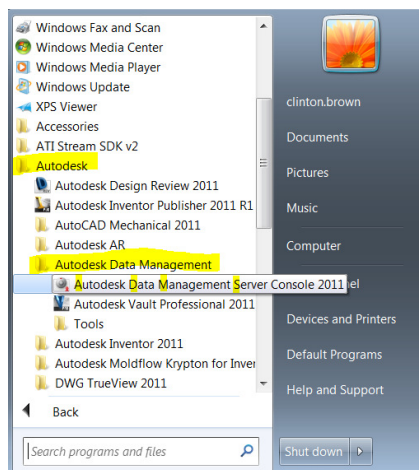 Windows Fax and Scan
Windows Media Center
Windows Media Player
Windows Update
XPS Viewer
Accessories
ATI Stream SDK v2
Autodesk
Autodesk Design Review 2011
Autodesk Inventor Publisher 2011 R1
AutoCAD Mechanical 2011
Autodesk AR
Autodesk Data Management
Autodesk Data Management Server Console 2011
Autodesk Vault Professional 2011
Tools
Autodesk Inventor 2011
Autodesk Moldflow Krypton for Inver
DWG TrueView 2011
Back
Search programs and files
clinton.brown
Documents
Pictures
Music
Computer
el
Devices and Printers
Default Programs
Help and Support
Shut down